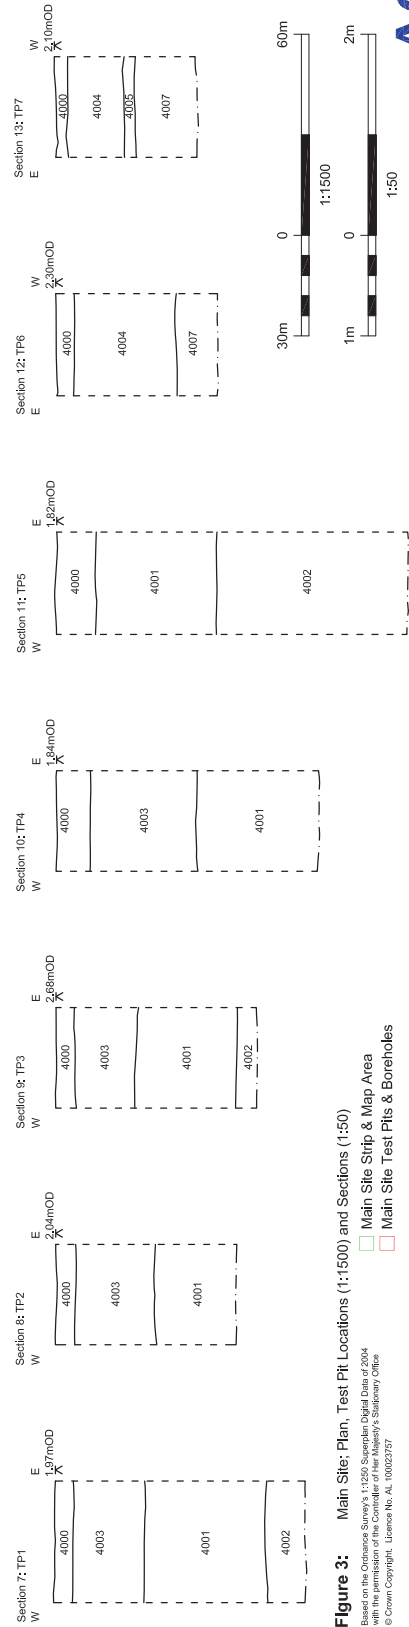 Section 7: TP1
W
E
1.97mOD
4000
4003
4001
4002
Section 8: TP2
W
E
2.04mOD
4000
4003
4001
Section 9: TP3
W
E
2.68mOD
4000
4003
4001
4002
Section 10: TP4
W
E
1.84mOD
4000
4003
4001
Section 11: TP5
W
E
1.82mOD
4000
4001
4002
Section 12: TP6
E
W
2.30mOD
4000
4004
4007
Section 13: TP7
E
W
2.10mOD
4000
4004
4005
4007
30m 0 60m
1:1500
1m 0 2m
1:50
Figure 3: Main Site; Plan, Test Pit Locations (1:1500) and Sections (1:50)
Based on the Ordnance Survey's 1:1250 Superplan Digital Data of 2004
with the permission of the Controller of Her Majesty's Stationary Office
© Crown Copyright, Licence No. AL 100023757
Main Site Strip & Map Area
Main Site Test Pits & Boreholes